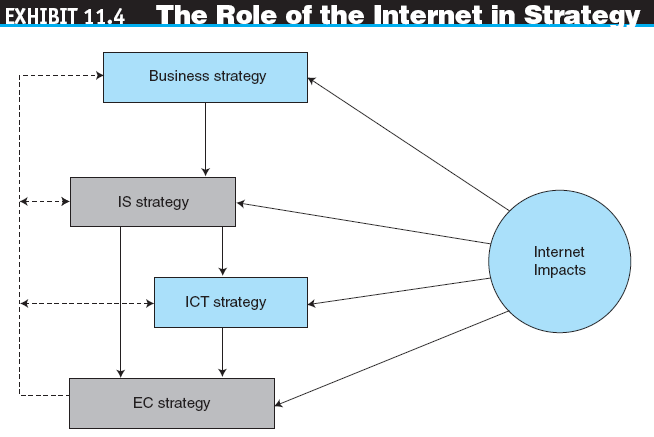 EXHIBIT 11.4 The Role of the Internet in Strategy
Business strategy
IS strategy
Internet
Impacts
ICT strategy
EC strategy